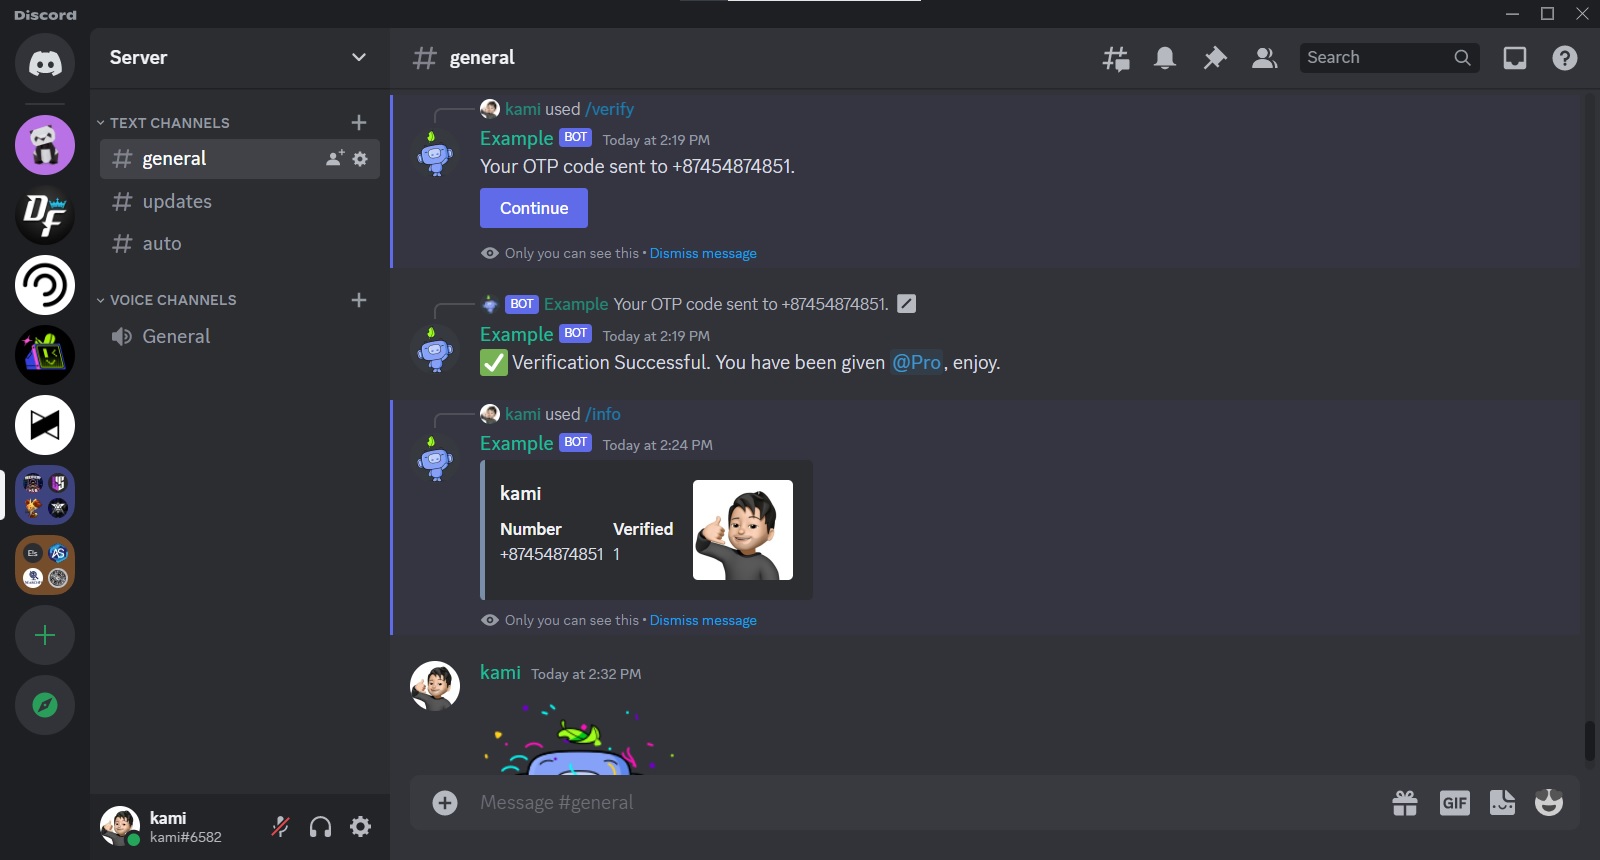 Discord
Server
general
Search
TEXT CHANNELS
general
updates
auto
VOICE CHANNELS
General
kami used /verify
Example BOT Today at 2:19 PM
Your OTP code sent to +87454874851.
Continue
Only you can see this • Dismiss message
BOT Example Your OTP code sent to +87454874851.
Example BOT Today at 2:19 PM
Verification Successful. You have been given @Pro, enjoy.
kami used /info
Example BOT Today at 2:24 PM
kami
Number Verified
+87454874851 1
Only you can see this • Dismiss message
kami Today at 2:32 PM
Message #general
GIF
kami
kami#6582
DF
AS